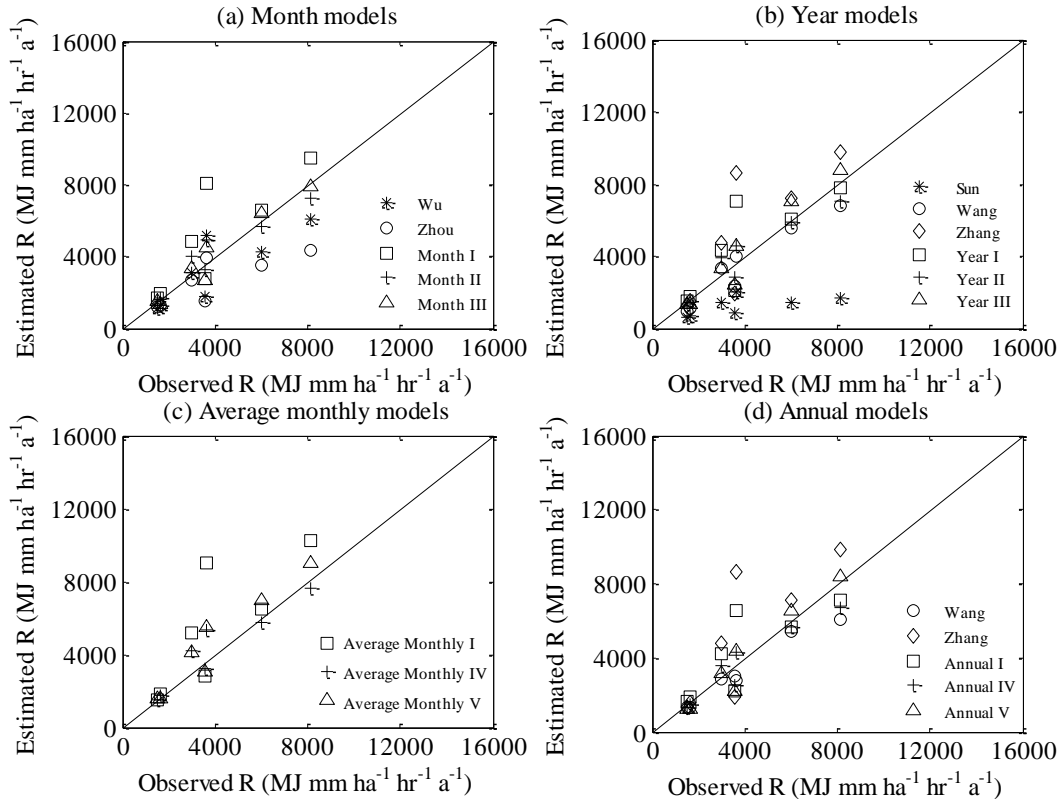 (a) Month models
Estimated R (MJ mm ha⁻¹ hr⁻¹ a⁻¹)
16000
12000
8000
4000
0
Wu
Zhou
Month I
Month II
Month III
0 4000 8000 12000 16000
Observed R (MJ mm ha⁻¹ hr⁻¹ a⁻¹)
(b) Year models
Estimated R (MJ mm ha⁻¹ hr⁻¹ a⁻¹)
16000
12000
8000
4000
0
Sun
Wang
Zhang
Year I
Year II
Year III
0 4000 8000 12000 16000
Observed R (MJ mm ha⁻¹ hr⁻¹ a⁻¹)
(c) Average monthly models
Estimated R (MJ mm ha⁻¹ hr⁻¹ a⁻¹)
16000
12000
8000
4000
0
Average Monthly I
Average Monthly IV
Average Monthly V
0 4000 8000 12000 16000
Observed R (MJ mm ha⁻¹ hr⁻¹ a⁻¹)
(d) Annual models
Estimated R (MJ mm ha⁻¹ hr⁻¹ a⁻¹)
16000
12000
8000
4000
0
Wang
Zhang
Annual I
Annual IV
Annual V
0 4000 8000 12000 16000
Observed R (MJ mm ha⁻¹ hr⁻¹ a⁻¹)